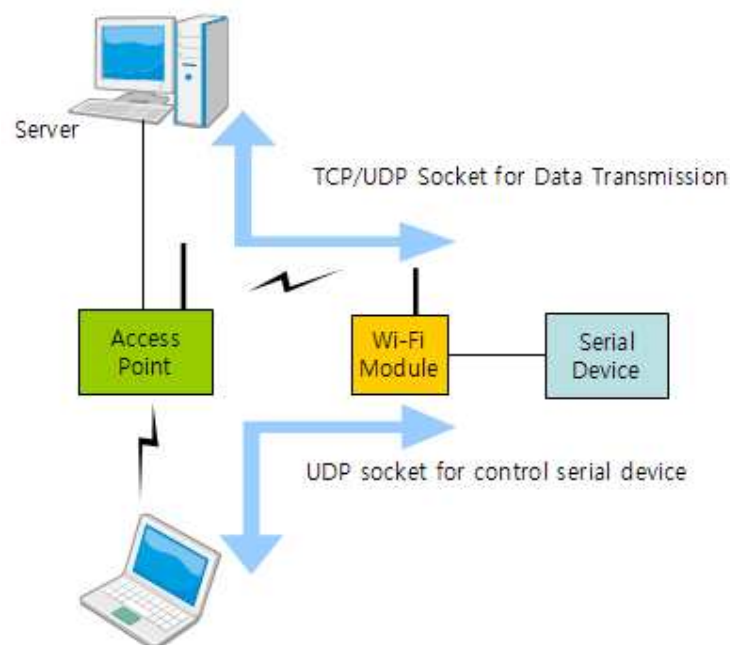 Server
TCP/UDP Socket for Data Transmission
Access
Point
Wi-Fi
Module
Serial
Device
UDP socket for control serial device